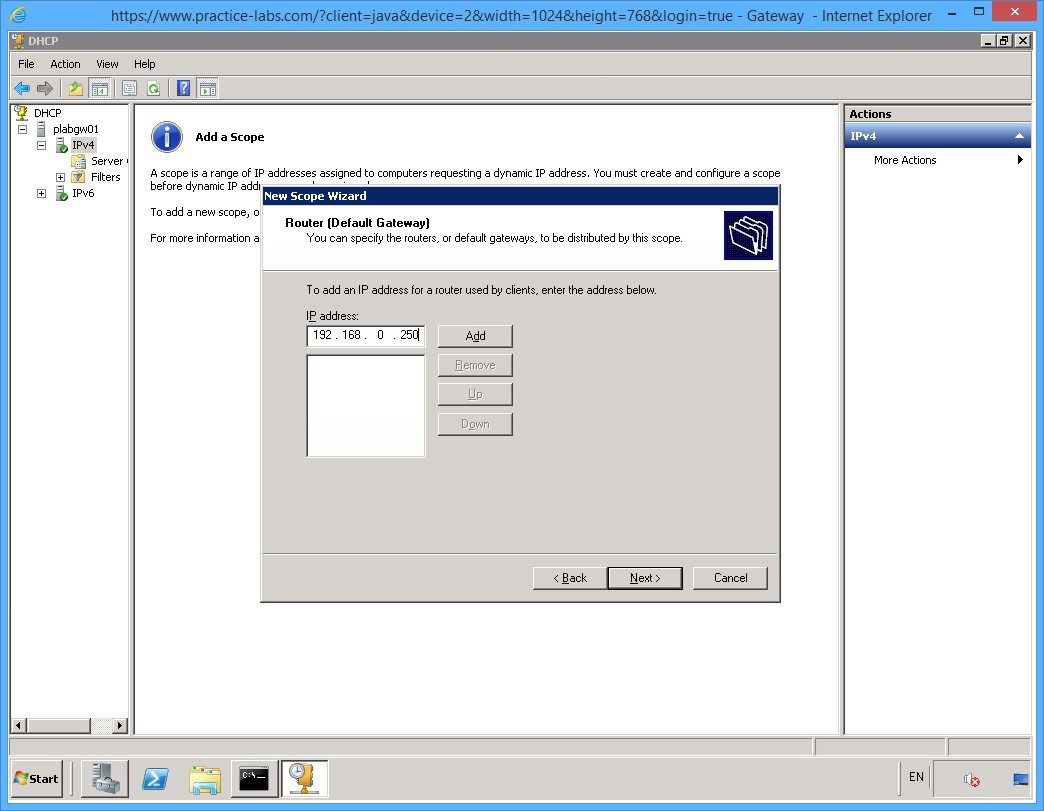 https://www.practice-labs.com/?client=java&device=2&width=1024&height=768&login=true - Gateway - Internet Explorer
DHCP
File Action View Help
DHCP
plabgw01
IPv4
Server
Filters
IPv6
Add a Scope
A scope is a range of IP addresses assigned to computers requesting a dynamic IP address. You must create and configure a scope
before dynamic IP
To add a new scope,
For more information
New Scope Wizard
Router (Default Gateway)
You can specify the routers, or default gateways, to be distributed by this scope.
To add an IP address for a router used by clients, enter the address below.
IP address:
192 . 168 . 0 . 250
Add
Remove
Up
Down
< Back
Next >
Cancel
Actions
IPv4
More Actions
Start
C:\_
EN